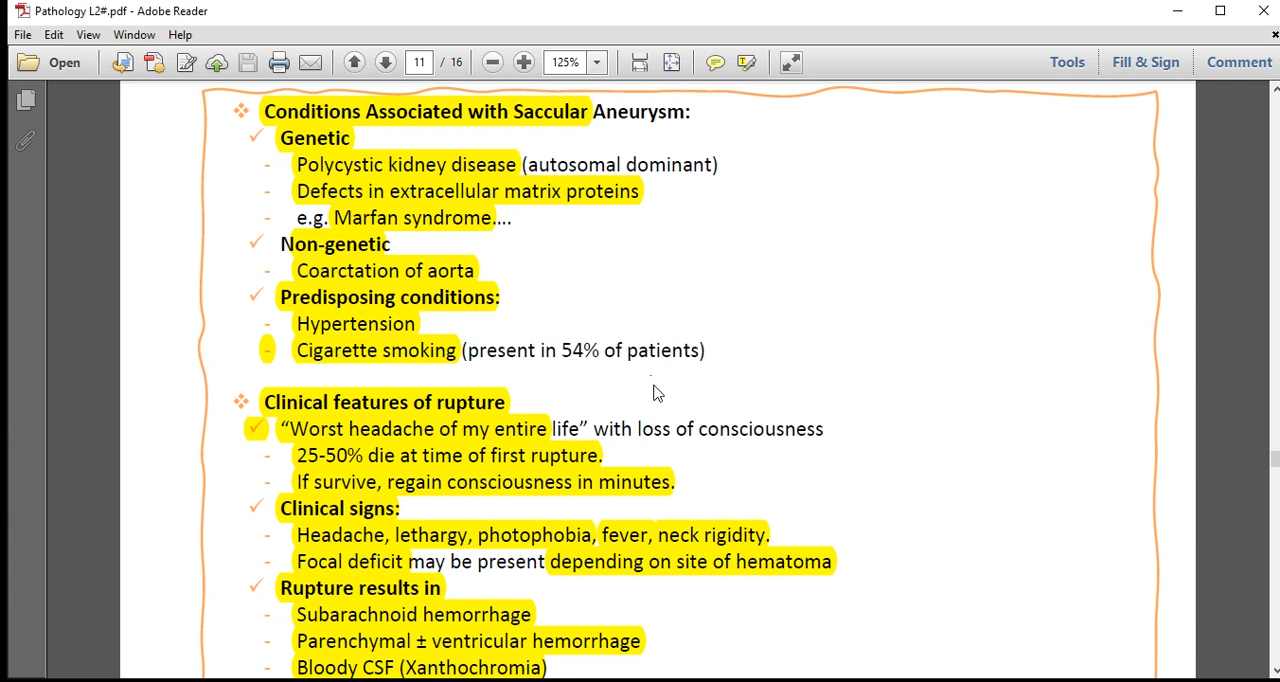 Pathology L2#.pdf - Adobe Reader
File Edit View Window Help
Open 11 / 16 125% Tools Fill & Sign Comment
Conditions Associated with Saccular Aneurysm:
✓ Genetic
- Polycystic kidney disease (autosomal dominant)
- Defects in extracellular matrix proteins
- e.g. Marfan syndrome....
✓ Non-genetic
- Coarctation of aorta
✓ Predisposing conditions:
- Hypertension
- Cigarette smoking (present in 54% of patients)
Clinical features of rupture
✓ “Worst headache of my entire life” with loss of consciousness
- 25-50% die at time of first rupture.
- If survive, regain consciousness in minutes.
✓ Clinical signs:
- Headache, lethargy, photophobia, fever, neck rigidity.
- Focal deficit may be present depending on site of hematoma
✓ Rupture results in
- Subarachnoid hemorrhage
- Parenchymal ± ventricular hemorrhage
- Bloody CSF (Xanthochromia)